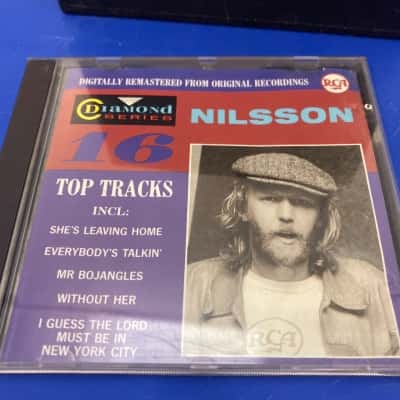 DIGITALLY REMASTERED FROM ORIGINAL RECORDINGS
RCA
DIAMOND
SERIES
NILSSON
16
TOP TRACKS
INCL:
SHE'S LEAVING HOME
EVERYBODY'S TALKIN'
MR BOJANGLES
WITHOUT HER
I GUESS THE LORD
MUST BE IN
NEW YORK CITY
RCA